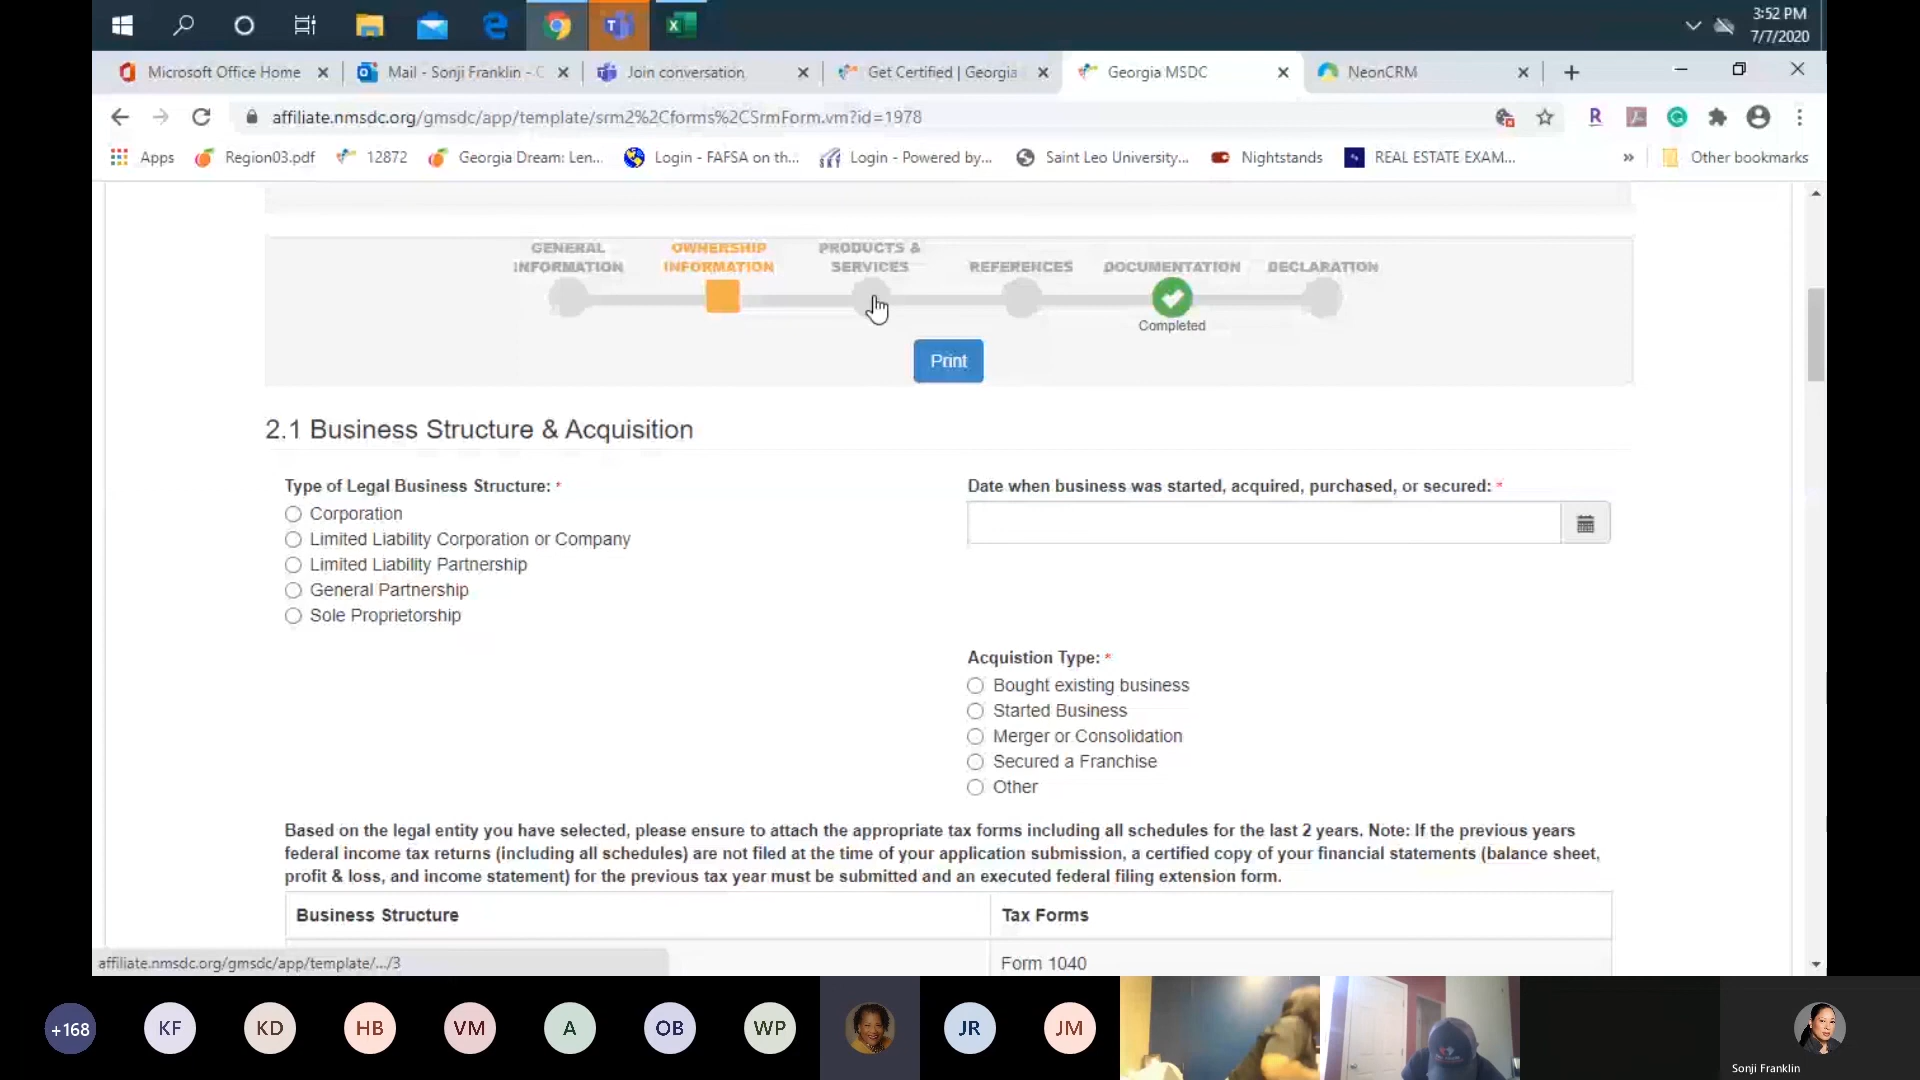 3:52 PM
7/7/2020
Microsoft Office Home
Mail - Sonji Franklin - C
Join conversation
Get Certified | Georgia
Georgia MSDC
NeonCRM
affiliate.nmsdc.org/gmsdc/app/template/srm2%2Cforms%2CSrmForm.vm?id=1978
Apps
Region03.pdf
12872
Georgia Dream: Len...
Login - FAFSA on th...
Login - Powered by...
Saint Leo University...
Nightstands
REAL ESTATE EXAM...
Other bookmarks
GENERAL INFORMATION
OWNERSHIP INFORMATION
PRODUCTS & SERVICES
REFERENCES
DOCUMENTATION
DECLARATION
Completed
Print
2.1 Business Structure & Acquisition
Type of Legal Business Structure: *
Corporation
Limited Liability Corporation or Company
Limited Liability Partnership
General Partnership
Sole Proprietorship
Date when business was started, acquired, purchased, or secured: *
Acquistion Type: *
Bought existing business
Started Business
Merger or Consolidation
Secured a Franchise
Other
Based on the legal entity you have selected, please ensure to attach the appropriate tax forms including all schedules for the last 2 years. Note: If the previous years
federal income tax returns (including all schedules) are not filed at the time of your application submission, a certified copy of your financial statements (balance sheet,
profit & loss, and income statement) for the previous tax year must be submitted and an executed federal filing extension form.
Business Structure
Tax Forms
Form 1040
affiliate.nmsdc.org/gmsdc/app/template/.../3
+168
KF
KD
HB
VM
A
OB
WP
JR
JM
Sonji Franklin